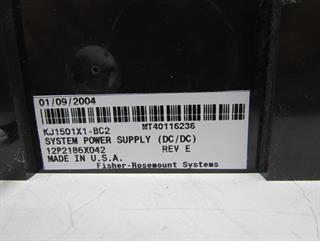 01/09/2004
KJ1501X1-BC2 MT40116236
SYSTEM POWER SUPPLY (DC/DC)
12P2186X042 REV E
MADE IN U.S.A.
Fisher-Rosemount Systems